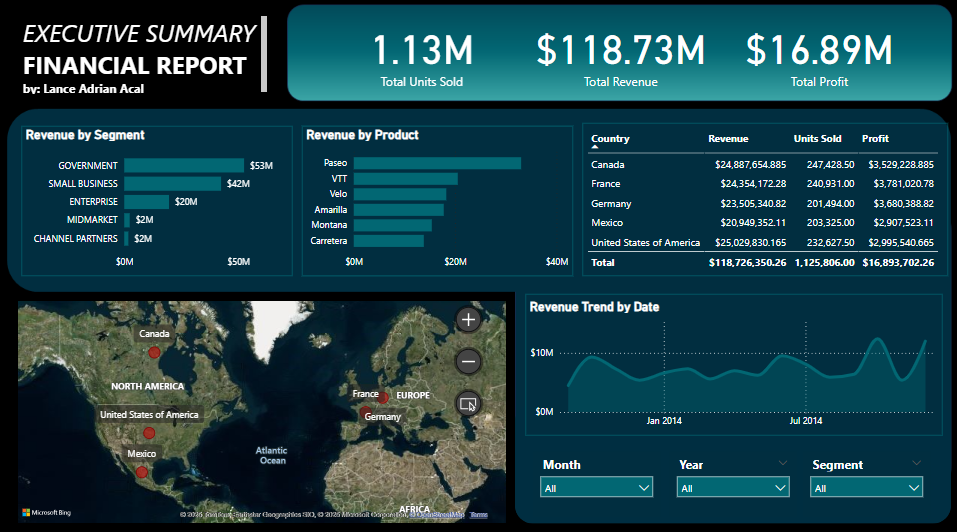 EXECUTIVE SUMMARY
FINANCIAL REPORT
by: Lance Adrian Acal
1.13M
Total Units Sold
$118.73M
Total Revenue
$16.89M
Total Profit
Revenue by Segment
GOVERNMENT $53M
SMALL BUSINESS $42M
ENTERPRISE $20M
MIDMARKET $2M
CHANNEL PARTNERS $2M
$0M $50M
Revenue by Product
Paseo
VTT
Velo
Amarilla
Montana
Carretera
$0M $20M $40M
Country Revenue Units Sold Profit
Canada $24,887,654.885 247,428.50 $3,529,228.885
France $24,354,172.28 240,931.00 $3,781,020.78
Germany $23,505,340.82 201,494.00 $3,680,388.82
Mexico $20,949,352.11 203,325.00 $2,907,523.11
United States of America $25,029,830.165 232,627.50 $2,995,540.665
Total $118,726,350.26 1,125,806.00 $16,893,702.26
Canada
NORTH AMERICA
United States of America
Mexico
France
EUROPE
Germany
Atlantic
Ocean
AFRICA
Microsoft Bing
Microsoft Corporation, © OpenStreetMap Terms
Revenue Trend by Date
$10M
$0M
Jan 2014 Jul 2014
Month Year Segment
All All All